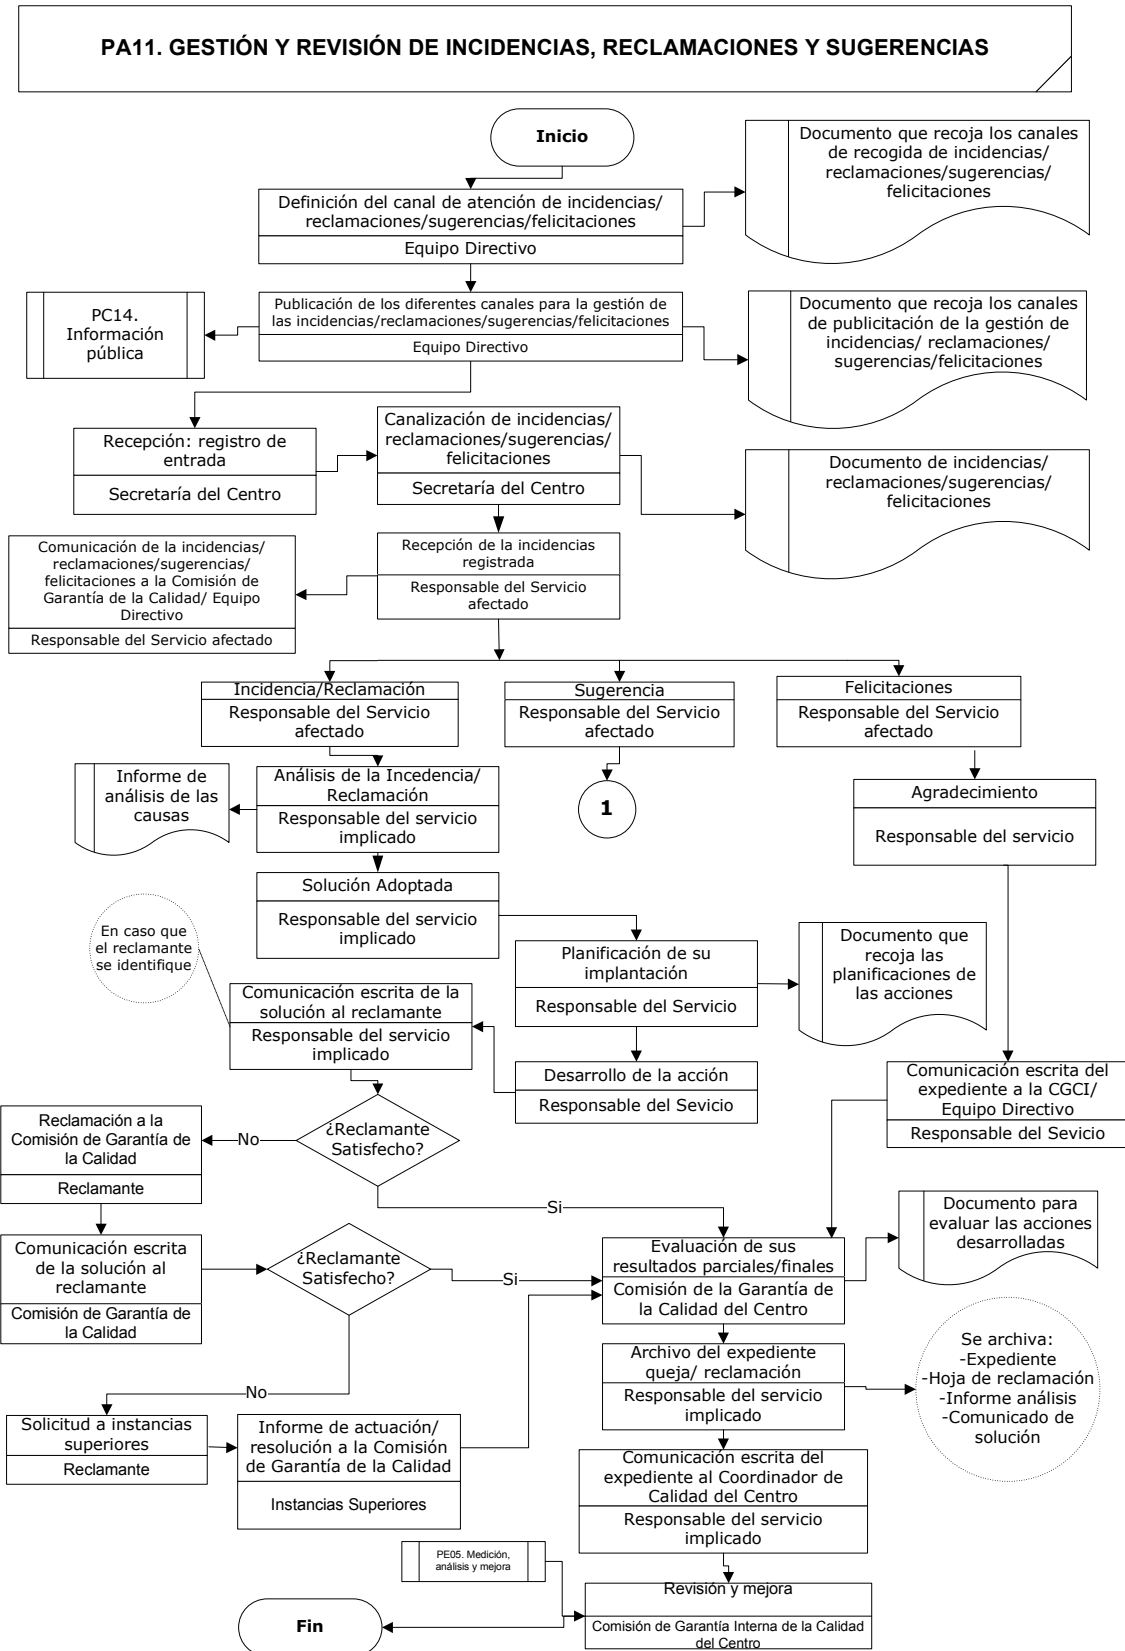 PA11. GESTIÓN Y REVISIÓN DE INCIDENCIAS, RECLAMACIONES Y SUGERENCIAS
Inicio
Documento que recoja los canales
de recogida de incidencias/
reclamaciones/sugerencias/
felicitaciones
Definición del canal de atención de incidencias/
reclamaciones/sugerencias/felicitaciones
Equipo Directivo
PC14.
Información
pública
Publicación de los diferentes canales para la gestión de
las incidencias/reclamaciones/sugerencias/felicitaciones
Equipo Directivo
Documento que recoja los canales
de publicitación de la gestión de
incidencias/ reclamaciones/
sugerencias/felicitaciones
Recepción: registro de
entrada
Secretaría del Centro
Canalización de incidencias/
reclamaciones/sugerencias/
felicitaciones
Secretaría del Centro
Documento de incidencias/
reclamaciones/sugerencias/
felicitaciones
Comunicación de la incidencias/
reclamaciones/sugerencias/
felicitaciones a la Comisión de
Garantía de la Calidad/ Equipo
Directivo
Responsable del Servicio afectado
Recepción de la incidencias
registrada
Responsable del Servicio
afectado
Incidencia/Reclamación
Responsable del Servicio
afectado
Sugerencia
Responsable del Servicio
afectado
Felicitaciones
Responsable del Servicio
afectado
Informe de
análisis de las
causas
Análisis de la Incedencia/
Reclamación
Responsable del servicio
implicado
1
Agradecimiento
Responsable del servicio
Solución Adoptada
Responsable del servicio
implicado
En caso que
el reclamante
se identifique
Planificación de su
implantación
Responsable del Servicio
Documento que
recoja las
planificaciones de
las acciones
Comunicación escrita de la
solución al reclamante
Responsable del servicio
implicado
Desarrollo de la acción
Responsable del Sevicio
Comunicación escrita del
expediente a la CGCI/
Equipo Directivo
Responsable del Sevicio
Reclamación a la
Comisión de Garantía de
la Calidad
Reclamante
No
¿Reclamante
Satisfecho?
Si
Documento para
evaluar las acciones
desarrolladas
Comunicación escrita
de la solución al
reclamante
Comisión de Garantía de
la Calidad
¿Reclamante
Satisfecho?
Si
Evaluación de sus
resultados parciales/finales
Comisión de la Garantía de
la Calidad del Centro
Archivo del expediente
queja/ reclamación
Responsable del servicio
implicado
Se archiva:
-Expediente
-Hoja de reclamación
-Informe análisis
-Comunicado de
solución
No
Solicitud a instancias
superiores
Reclamante
Informe de actuación/
resolución a la Comisión
de Garantía de la Calidad
Instancias Superiores
Comunicación escrita del
expediente al Coordinador de
Calidad del Centro
Responsable del servicio
implicado
PE05. Medición,
análisis y mejora
Revisión y mejora
Comisión de Garantía Interna de la Calidad
del Centro
Fin